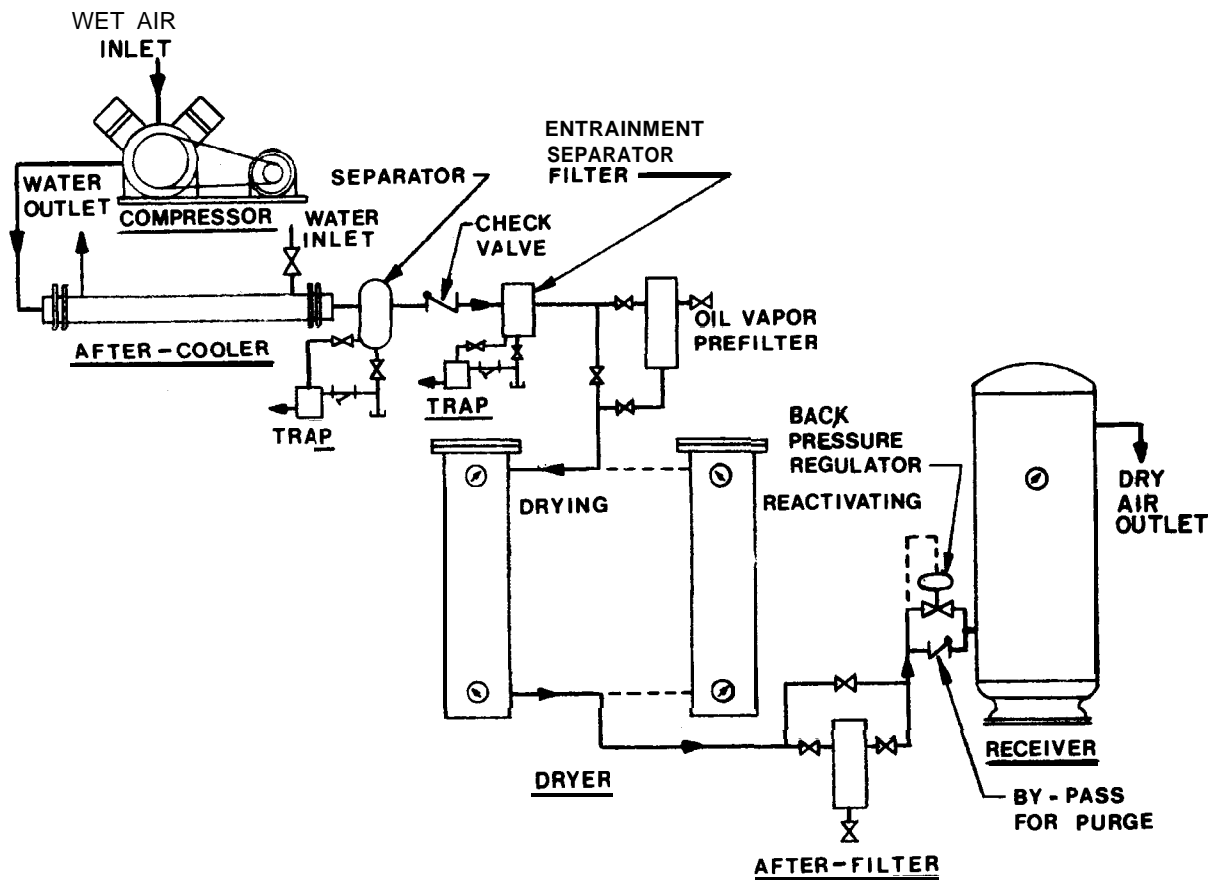 WET AIR
INLET
WATER
OUTLET
COMPRESSOR
WATER
INLET
SEPARATOR
ENTRAINMENT
SEPARATOR
FILTER
CHECK
VALVE
AFTER-COOLER
TRAP
TRAP
OIL VAPOR
PREFILTER
BACK
PRESSURE
REGULATOR
DRYING
REACTIVATING
DRY
AIR
OUTLET
DRYER
RECEIVER
BY-PASS
FOR PURGE
AFTER-FILTER